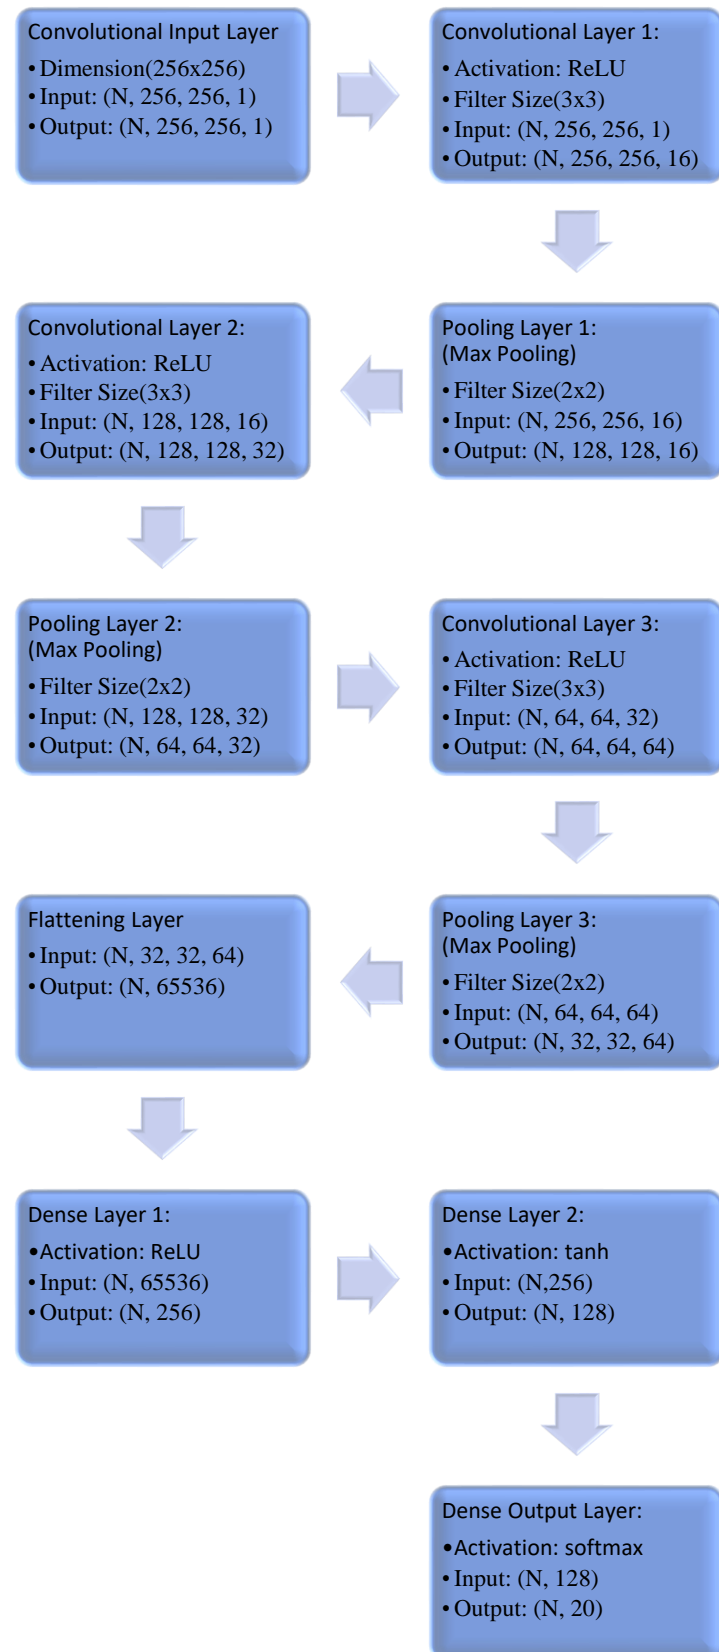 Convolutional Input Layer
• Dimension(256x256)
• Input: (N, 256, 256, 1)
• Output: (N, 256, 256, 1)
Convolutional Layer 1:
• Activation: ReLU
• Filter Size(3x3)
• Input: (N, 256, 256, 1)
• Output: (N, 256, 256, 16)
Pooling Layer 1:
(Max Pooling)
• Filter Size(2x2)
• Input: (N, 256, 256, 16)
• Output: (N, 128, 128, 16)
Convolutional Layer 2:
• Activation: ReLU
• Filter Size(3x3)
• Input: (N, 128, 128, 16)
• Output: (N, 128, 128, 32)
Pooling Layer 2:
(Max Pooling)
• Filter Size(2x2)
• Input: (N, 128, 128, 32)
• Output: (N, 64, 64, 32)
Convolutional Layer 3:
• Activation: ReLU
• Filter Size(3x3)
• Input: (N, 64, 64, 32)
• Output: (N, 64, 64, 64)
Pooling Layer 3:
(Max Pooling)
• Filter Size(2x2)
• Input: (N, 64, 64, 64)
• Output: (N, 32, 32, 64)
Flattening Layer
• Input: (N, 32, 32, 64)
• Output: (N, 65536)
Dense Layer 1:
•Activation: ReLU
• Input: (N, 65536)
• Output: (N, 256)
Dense Layer 2:
•Activation: tanh
• Input: (N,256)
• Output: (N, 128)
Dense Output Layer:
•Activation: softmax
• Input: (N, 128)
• Output: (N, 20)